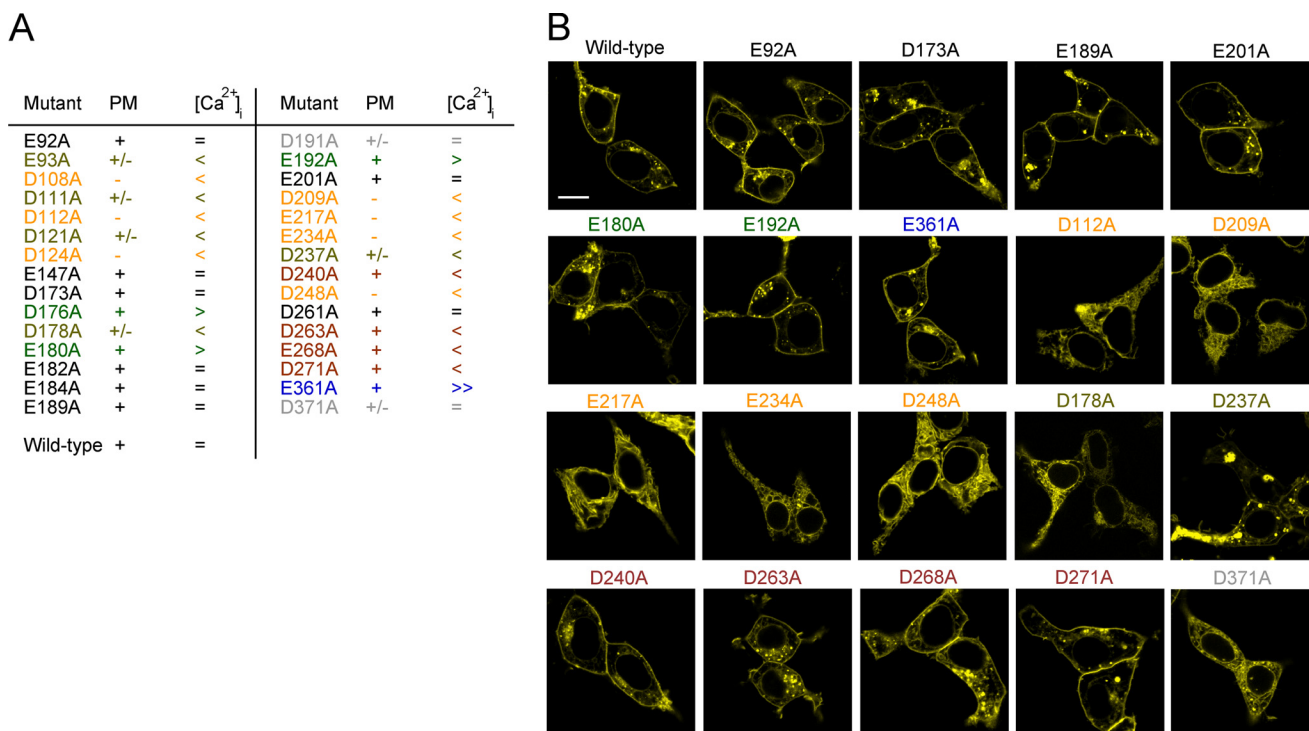 A
Mutant PM [Ca2+]i Mutant PM [Ca2+]i
E92A + = D191A +/- =
E93A +/- < E192A + >
D108A - < E201A + =
D111A +/- < D209A - <
D112A - < E217A - <
D121A +/- < E234A - <
D124A - < D237A +/- <
E147A + = D240A + <
D173A + = D248A - <
D176A + > D261A + =
D178A +/- < D263A + <
E180A + > E268A + <
E182A + = D271A + <
E184A + = E361A + >>
E189A + = D371A +/- =
Wild-type + =
B
Wild-type E92A D173A E189A E201A
E180A E192A E361A D112A D209A
E217A E234A D248A D178A D237A
D240A D263A D268A D271A D371A